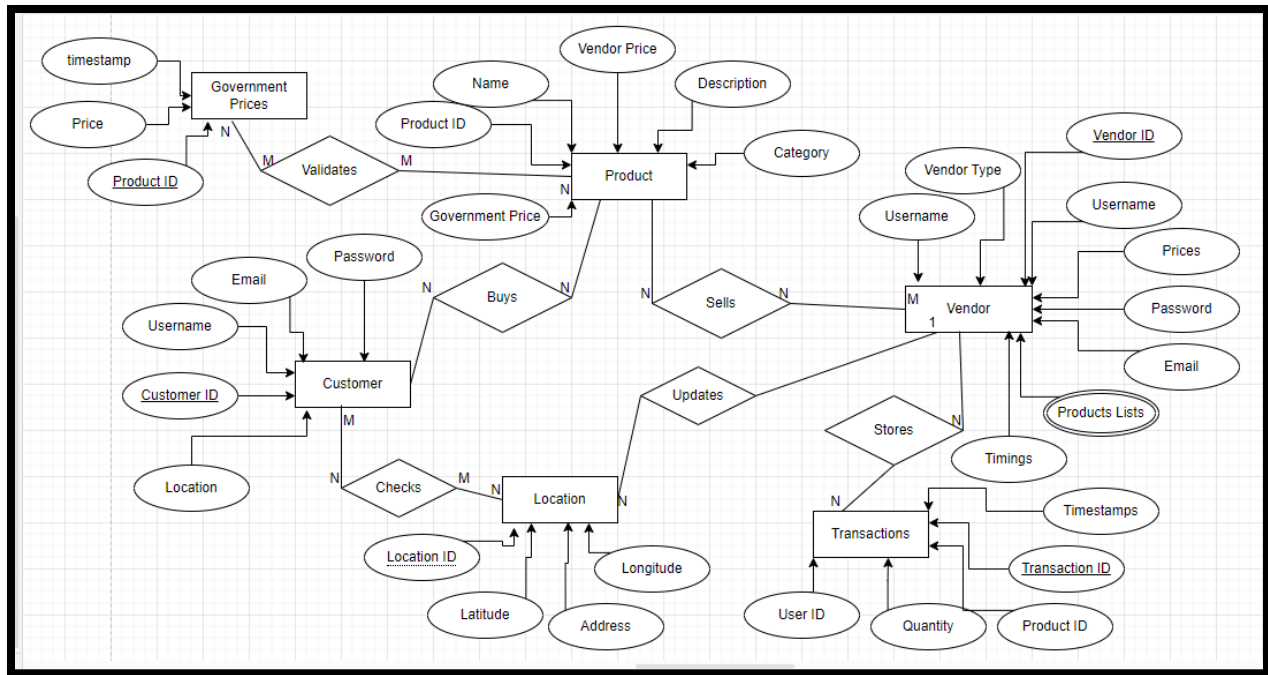 Vendor Price
timestamp
Government
Prices
Name
Description
Price
Product ID
N
Vendor ID
M
Validates
M
Category
Product ID
Product
Vendor Type
N
Government Price
Username
Username
Password
Prices
Email
N
Buys
N
N
Sells
N
M
Vendor
Password
Username
1
Email
Customer
Customer ID
Updates
Products Lists
M
Stores
N
Timings
Location
N
Checks
M
N
Location
N
N
Timestamps
Transactions
Location ID
Longitude
Transaction ID
Latitude
Address
User ID
Quantity
Product ID